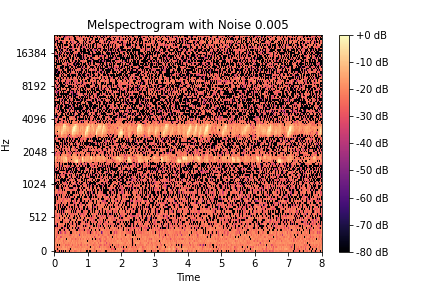 Melspectrogram with Noise 0.005
Hz
16384
8192
4096
2048
1024
512
0
0 1 2 3 4 5 6 7 8
Time
+0 dB
-10 dB
-20 dB
-30 dB
-40 dB
-50 dB
-60 dB
-70 dB
-80 dB